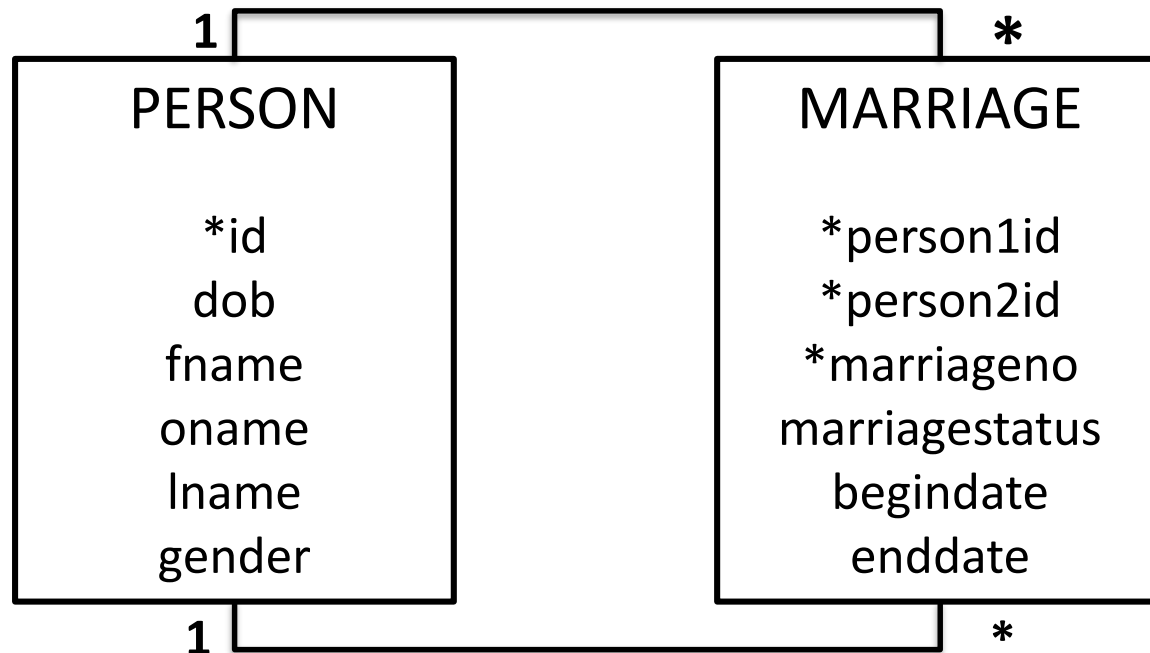 1 *
PERSON
*id
dob
fname
oname
lname
gender
MARRIAGE
*person1id
*person2id
*marriageno
marriagestatus
begindate
enddate
1 *